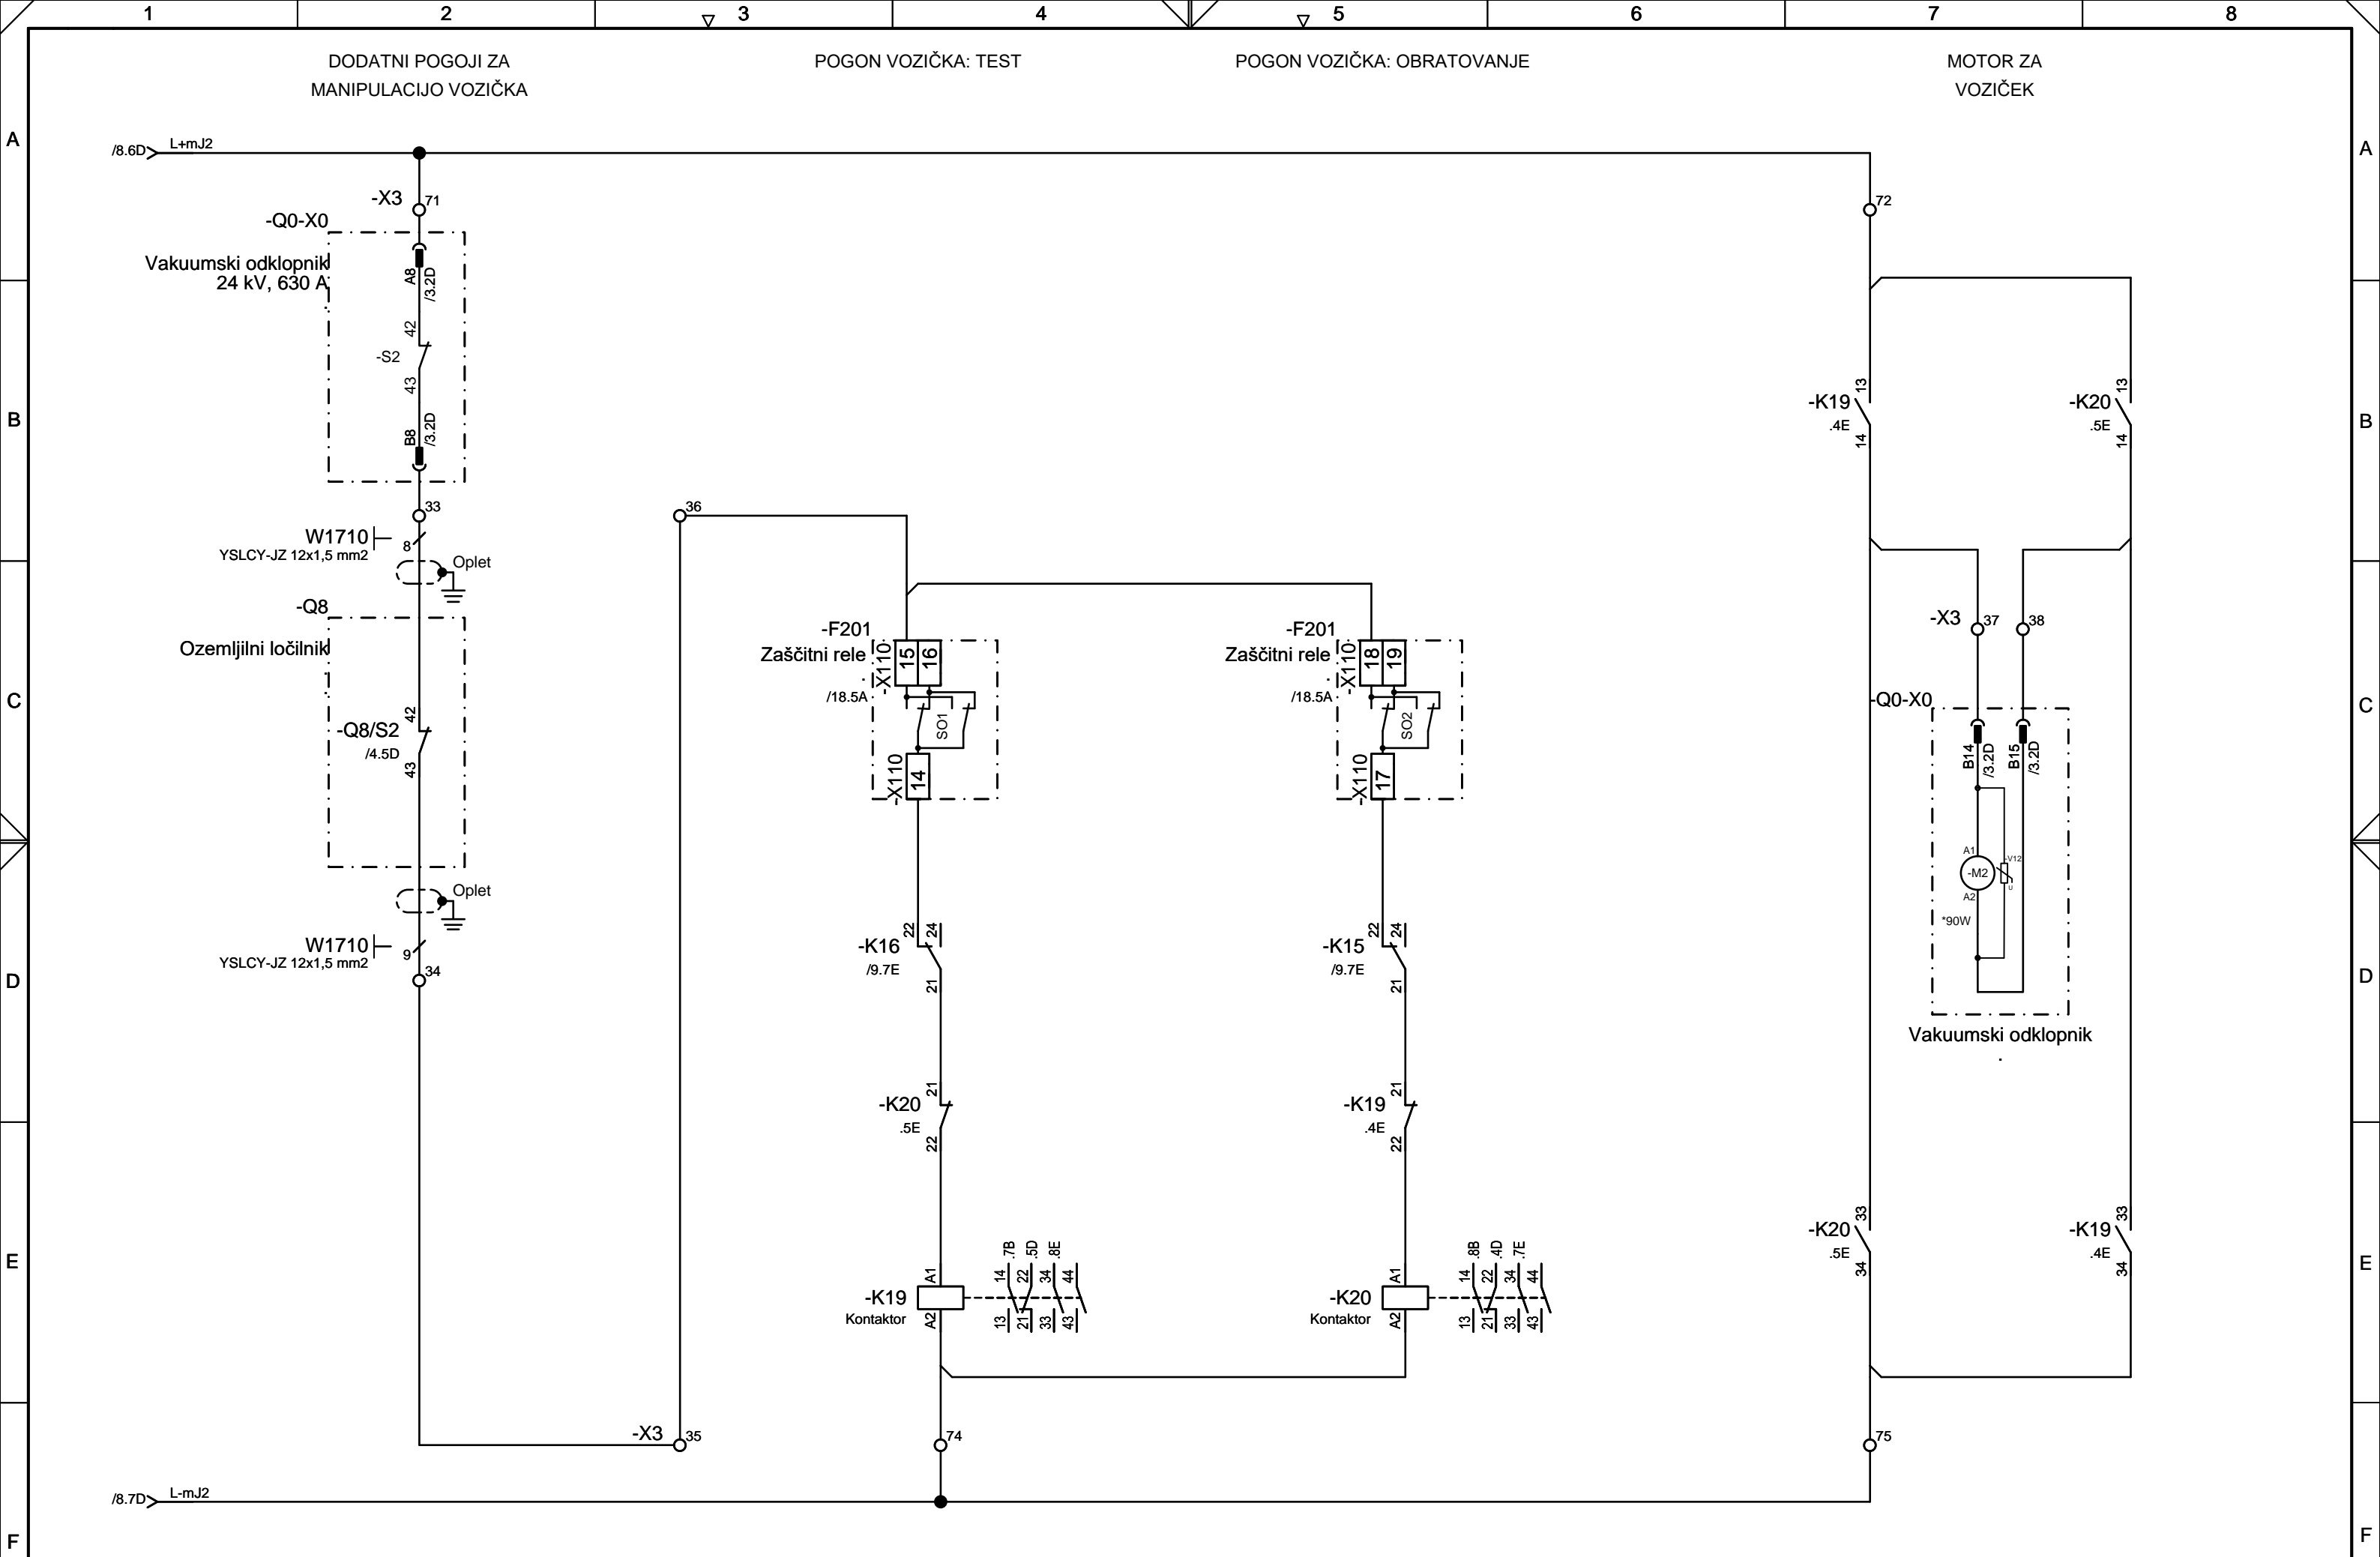 1 2 3 4 5 6 7 8
DODATNI POGOJI ZA
MANIPULACIJO VOZIČKA
POGON VOZIČKA: TEST
POGON VOZIČKA: OBRATOVANJE
MOTOR ZA
VOZIČEK
A
A
/8.6D
L+mJ2
-X3
71
72
-Q0-X0
Vakuumski odklopnik
24 kV, 630 A
A8
/3.2D
42
-S2
43
B8
/3.2D
B
B
13
-K19
.4E
14
13
-K20
.5E
14
33
W1710
8
YSLCY-JZ 12x1,5 mm2
Oplet
36
-Q8
Ozemljilni ločilnik
C
C
42
-Q8/S2
/4.5D
43
-F201
Zaščitni rele
/18.5A
-X110
15
16
SO1
-X110
14
-F201
Zaščitni rele
/18.5A
-X110
18
19
SO2
-X110
17
-X3
37
38
-Q0-X0
B14
/3.2D
B15
/3.2D
A1
-V12
-M2
U
A2
*90W
Vakuumski odklopnik
Oplet
W1710
9
YSLCY-JZ 12x1,5 mm2
34
D
D
22
24
-K16
/9.7E
21
22
24
-K15
/9.7E
21
21
-K20
.5E
22
21
-K19
.4E
22
E
E
33
-K20
.5E
34
33
-K19
.4E
34
A1
-K19
Kontaktor
A2
.7B
.5D
.8E
14
22
34
44
13
21
33
43
A1
-K20
Kontaktor
A2
.8B
.4D
.7E
14
22
34
44
13
21
33
43
-X3
35
74
75
/8.7D
L-mJ2
F
F